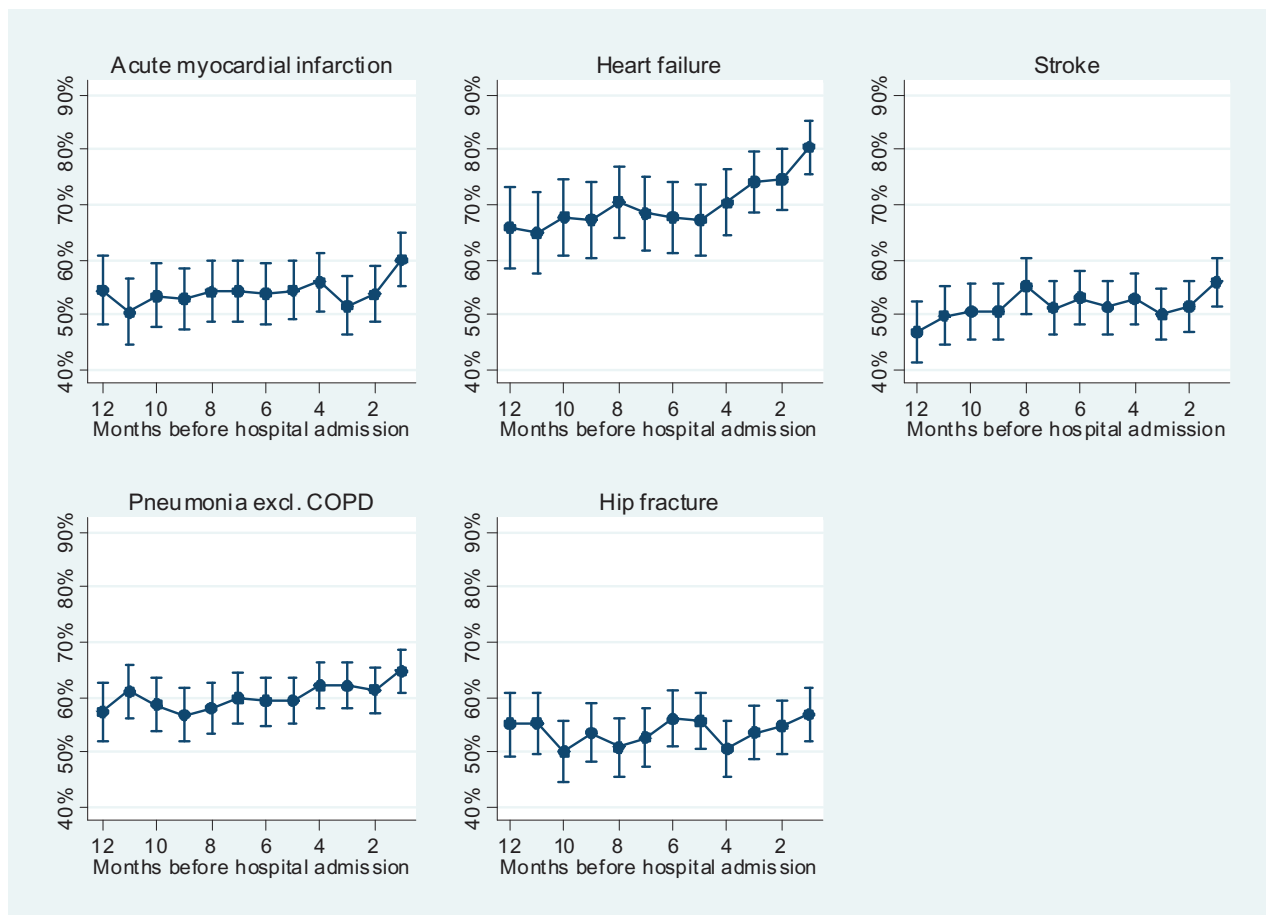 Acute myocardial infarction
90%
80%
70%
60%
50%
40%
12 10 8 6 4 2
Months before hospital admission
Heart failure
90%
80%
70%
60%
50%
40%
12 10 8 6 4 2
Months before hospital admission
Stroke
90%
80%
70%
60%
50%
40%
12 10 8 6 4 2
Months before hospital admission
Pneumonia excl. COPD
90%
80%
70%
60%
50%
40%
12 10 8 6 4 2
Months before hospital admission
Hip fracture
90%
80%
70%
60%
50%
40%
12 10 8 6 4 2
Months before hospital admission